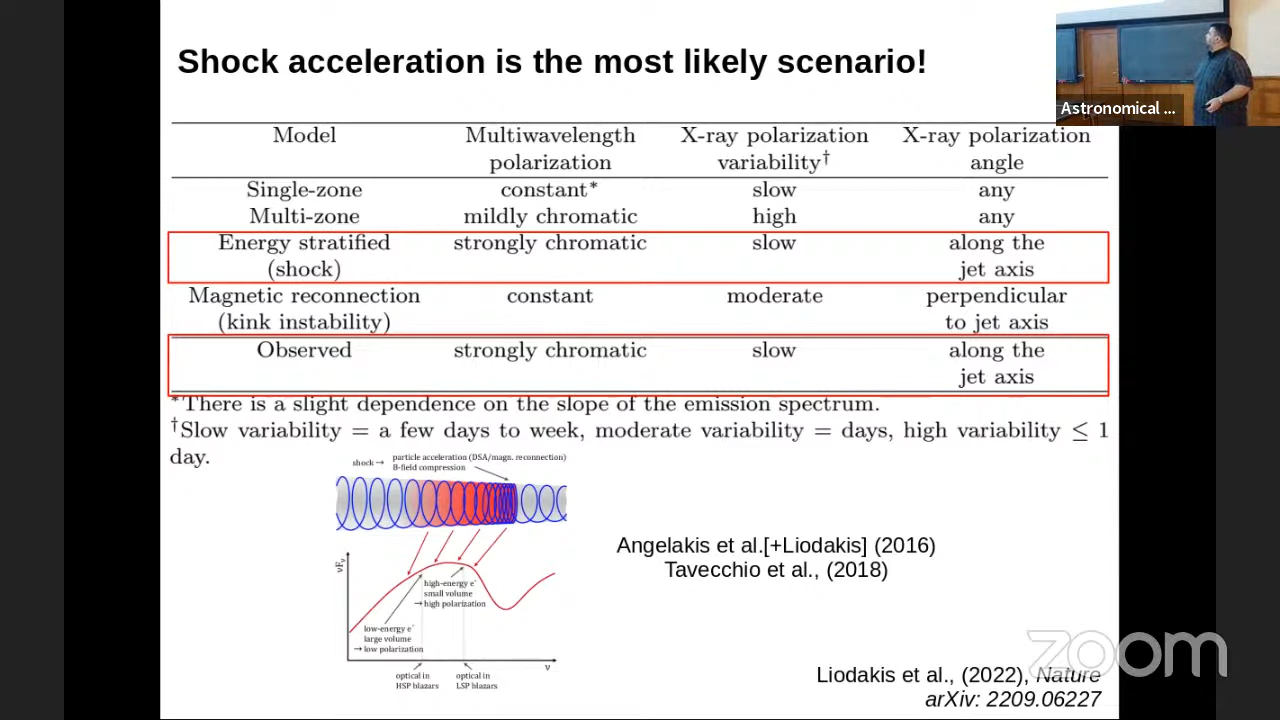 Shock acceleration is the most likely scenario!
Astronomical ...
Model Multiwavelength polarization X-ray polarization variability† X-ray polarization angle
Single-zone constant* slow any
Multi-zone mildly chromatic high any
Energy stratified (shock) strongly chromatic slow along the jet axis
Magnetic reconnection (kink instability) constant moderate perpendicular to jet axis
Observed strongly chromatic slow along the jet axis
*There is a slight dependence on the slope of the emission spectrum.
†Slow variability = a few days to week, moderate variability = days, high variability ≤ 1
day.
shock → particle acceleration (DSA/magn. reconnection)
B-field compression
νFν
high-energy e⁻
small volume
→ high polarization
low-energy e⁻
large volume
→ low polarization
ν
optical in
HSP blazars
optical in
LSP blazars
Angelakis et al.[+Liodakis] (2016)
Tavecchio et al., (2018)
zoom
Liodakis et al., (2022), Nature
arXiv: 2209.06227